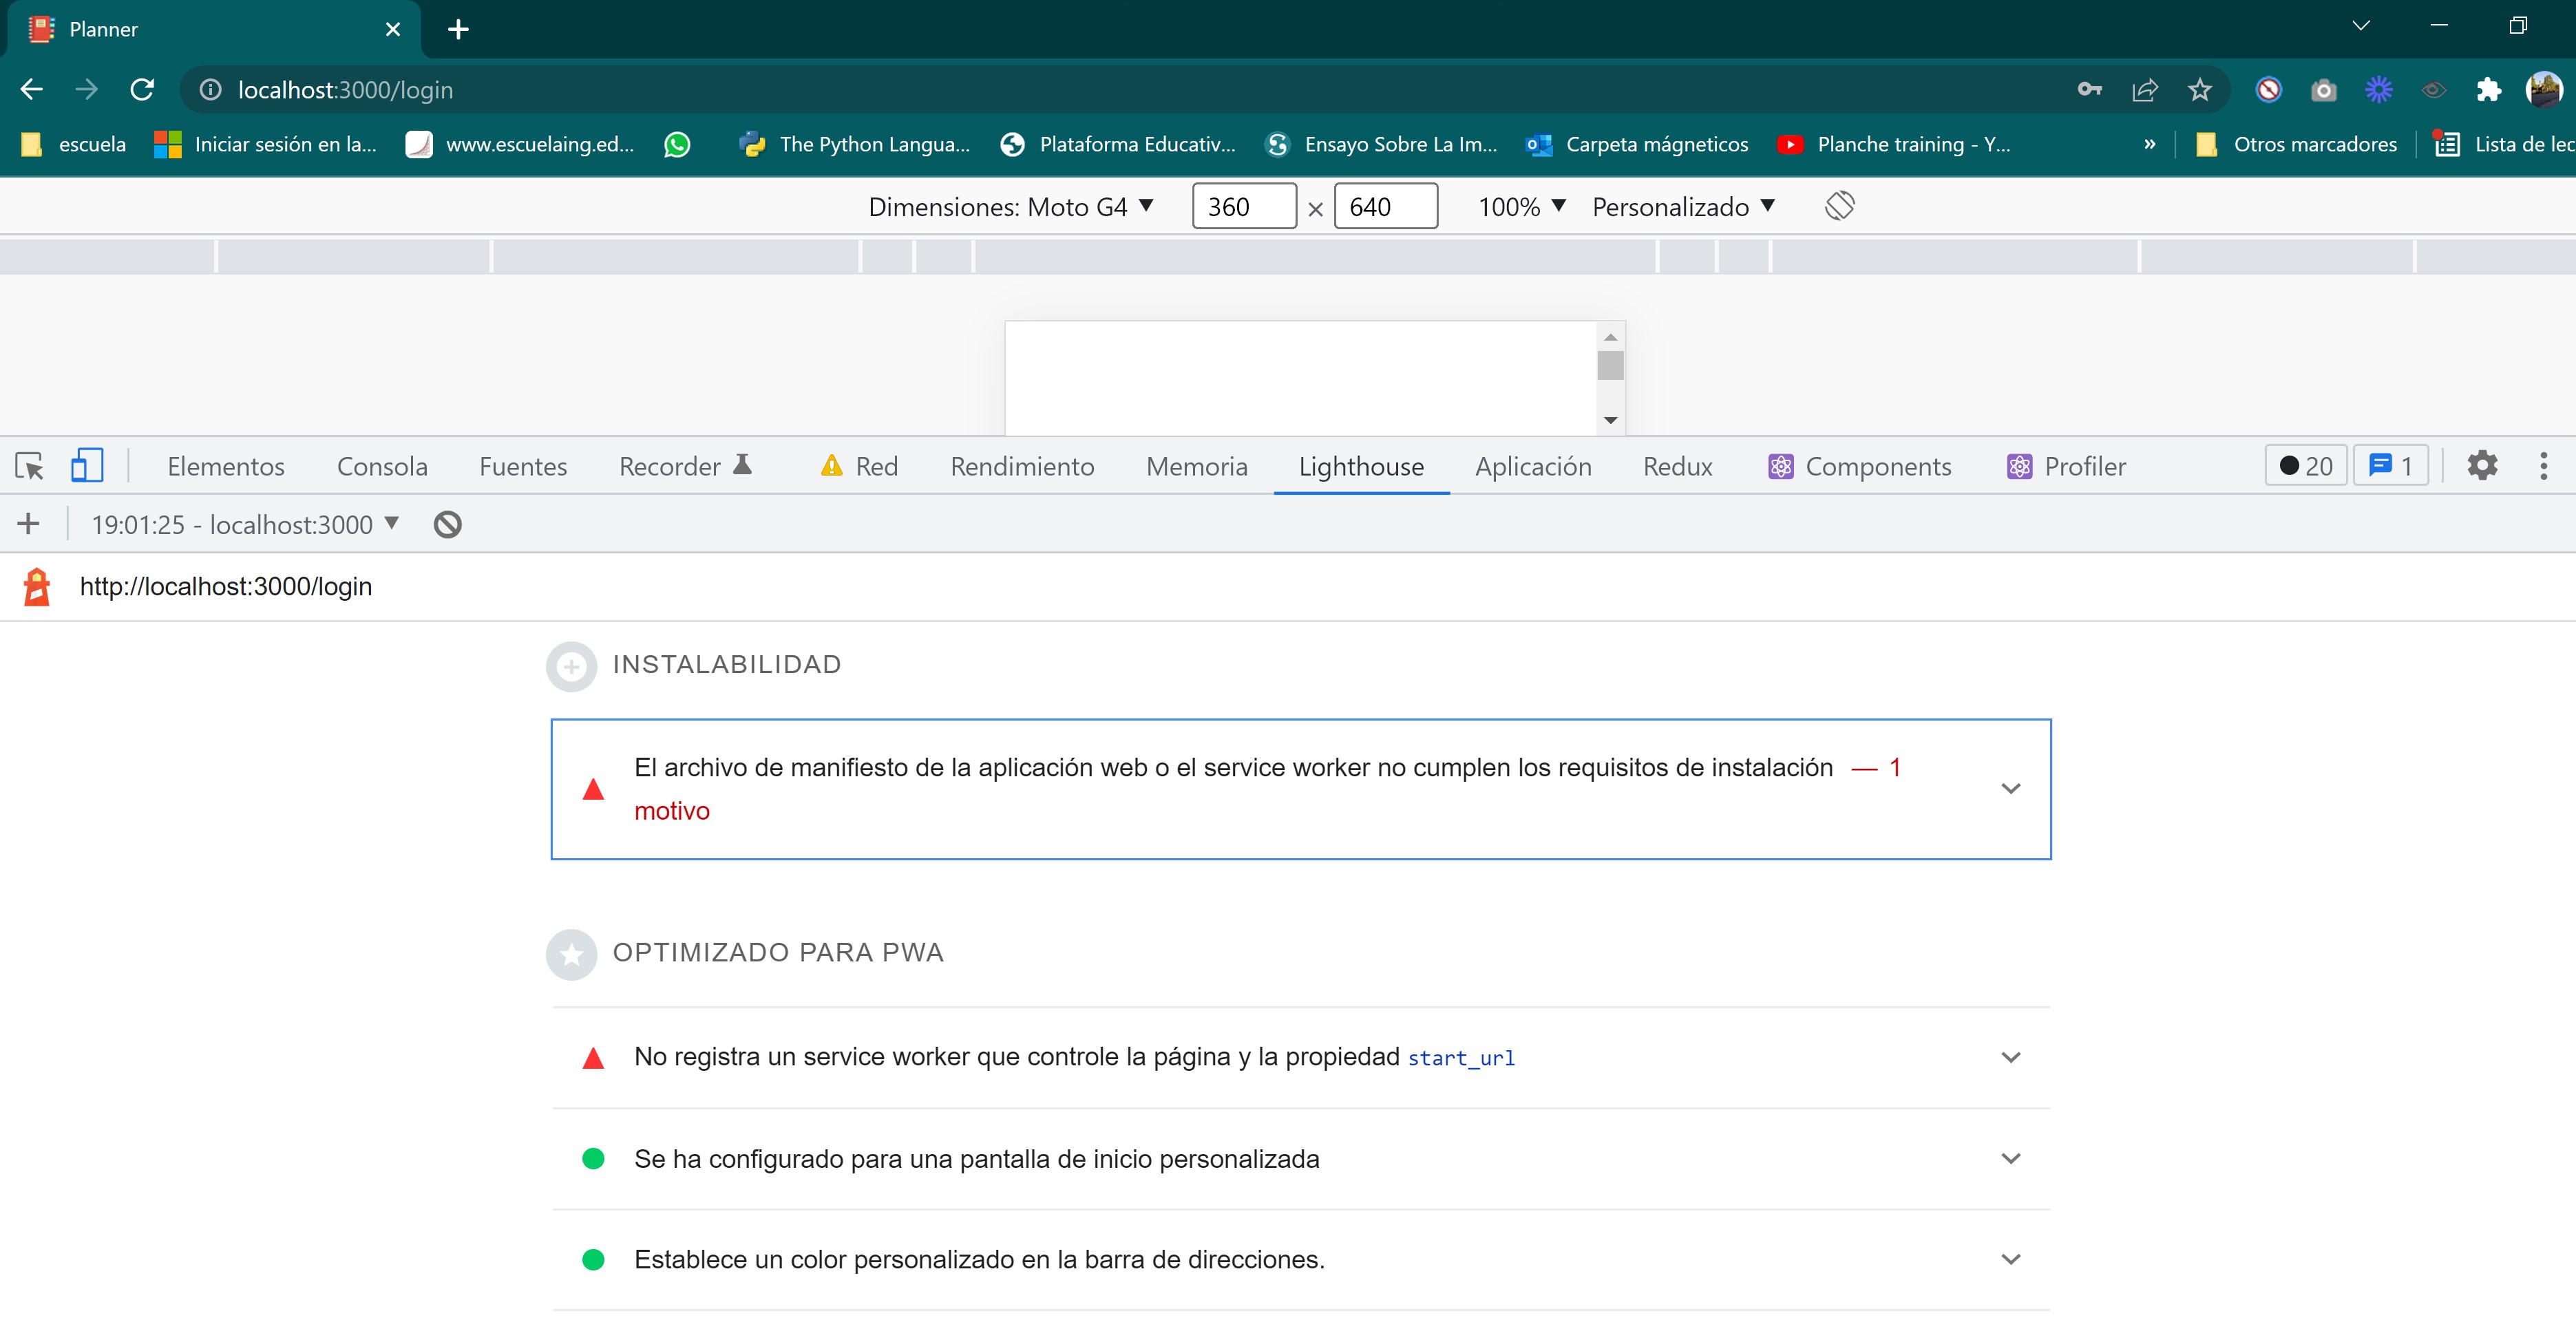 Planner
localhost:3000/login
escuela
Iniciar sesión en la...
www.escuelaing.ed...
The Python Langua...
Plataforma Educativ...
Ensayo Sobre La Im...
Carpeta mágneticos
Planche training - Y...
»
Otros marcadores
Lista de lec
Dimensiones: Moto G4 ▼ 360 × 640 100% ▼ Personalizado ▼
Elementos Consola Fuentes Recorder Red Rendimiento Memoria Lighthouse Aplicación Redux Components Profiler 20 1
19:01:25 - localhost:3000 ▼
http://localhost:3000/login
INSTALABILIDAD
El archivo de manifiesto de la aplicación web o el service worker no cumplen los requisitos de instalación — 1
motivo
OPTIMIZADO PARA PWA
No registra un service worker que controle la página y la propiedad start_url
Se ha configurado para una pantalla de inicio personalizada
Establece un color personalizado en la barra de direcciones.